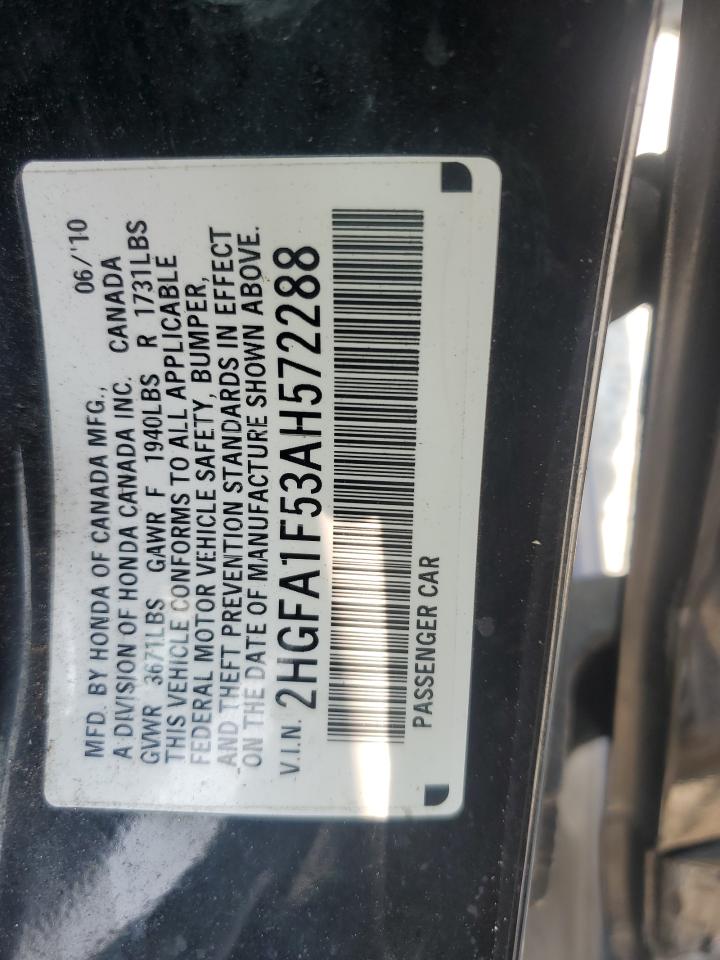 MFD. BY HONDA OF CANADA MFG., 06/'10
A DIVISION OF HONDA CANADA INC. CANADA
GVWR 3671LBS GAWR F 1940LBS R 1731LBS
THIS VEHICLE CONFORMS TO ALL APPLICABLE
FEDERAL MOTOR VEHICLE SAFETY, BUMPER,
AND THEFT PREVENTION STANDARDS IN EFFECT
ON THE DATE OF MANUFACTURE SHOWN ABOVE.
V.I.N. 2HGFA1F53AH572288
PASSENGER CAR